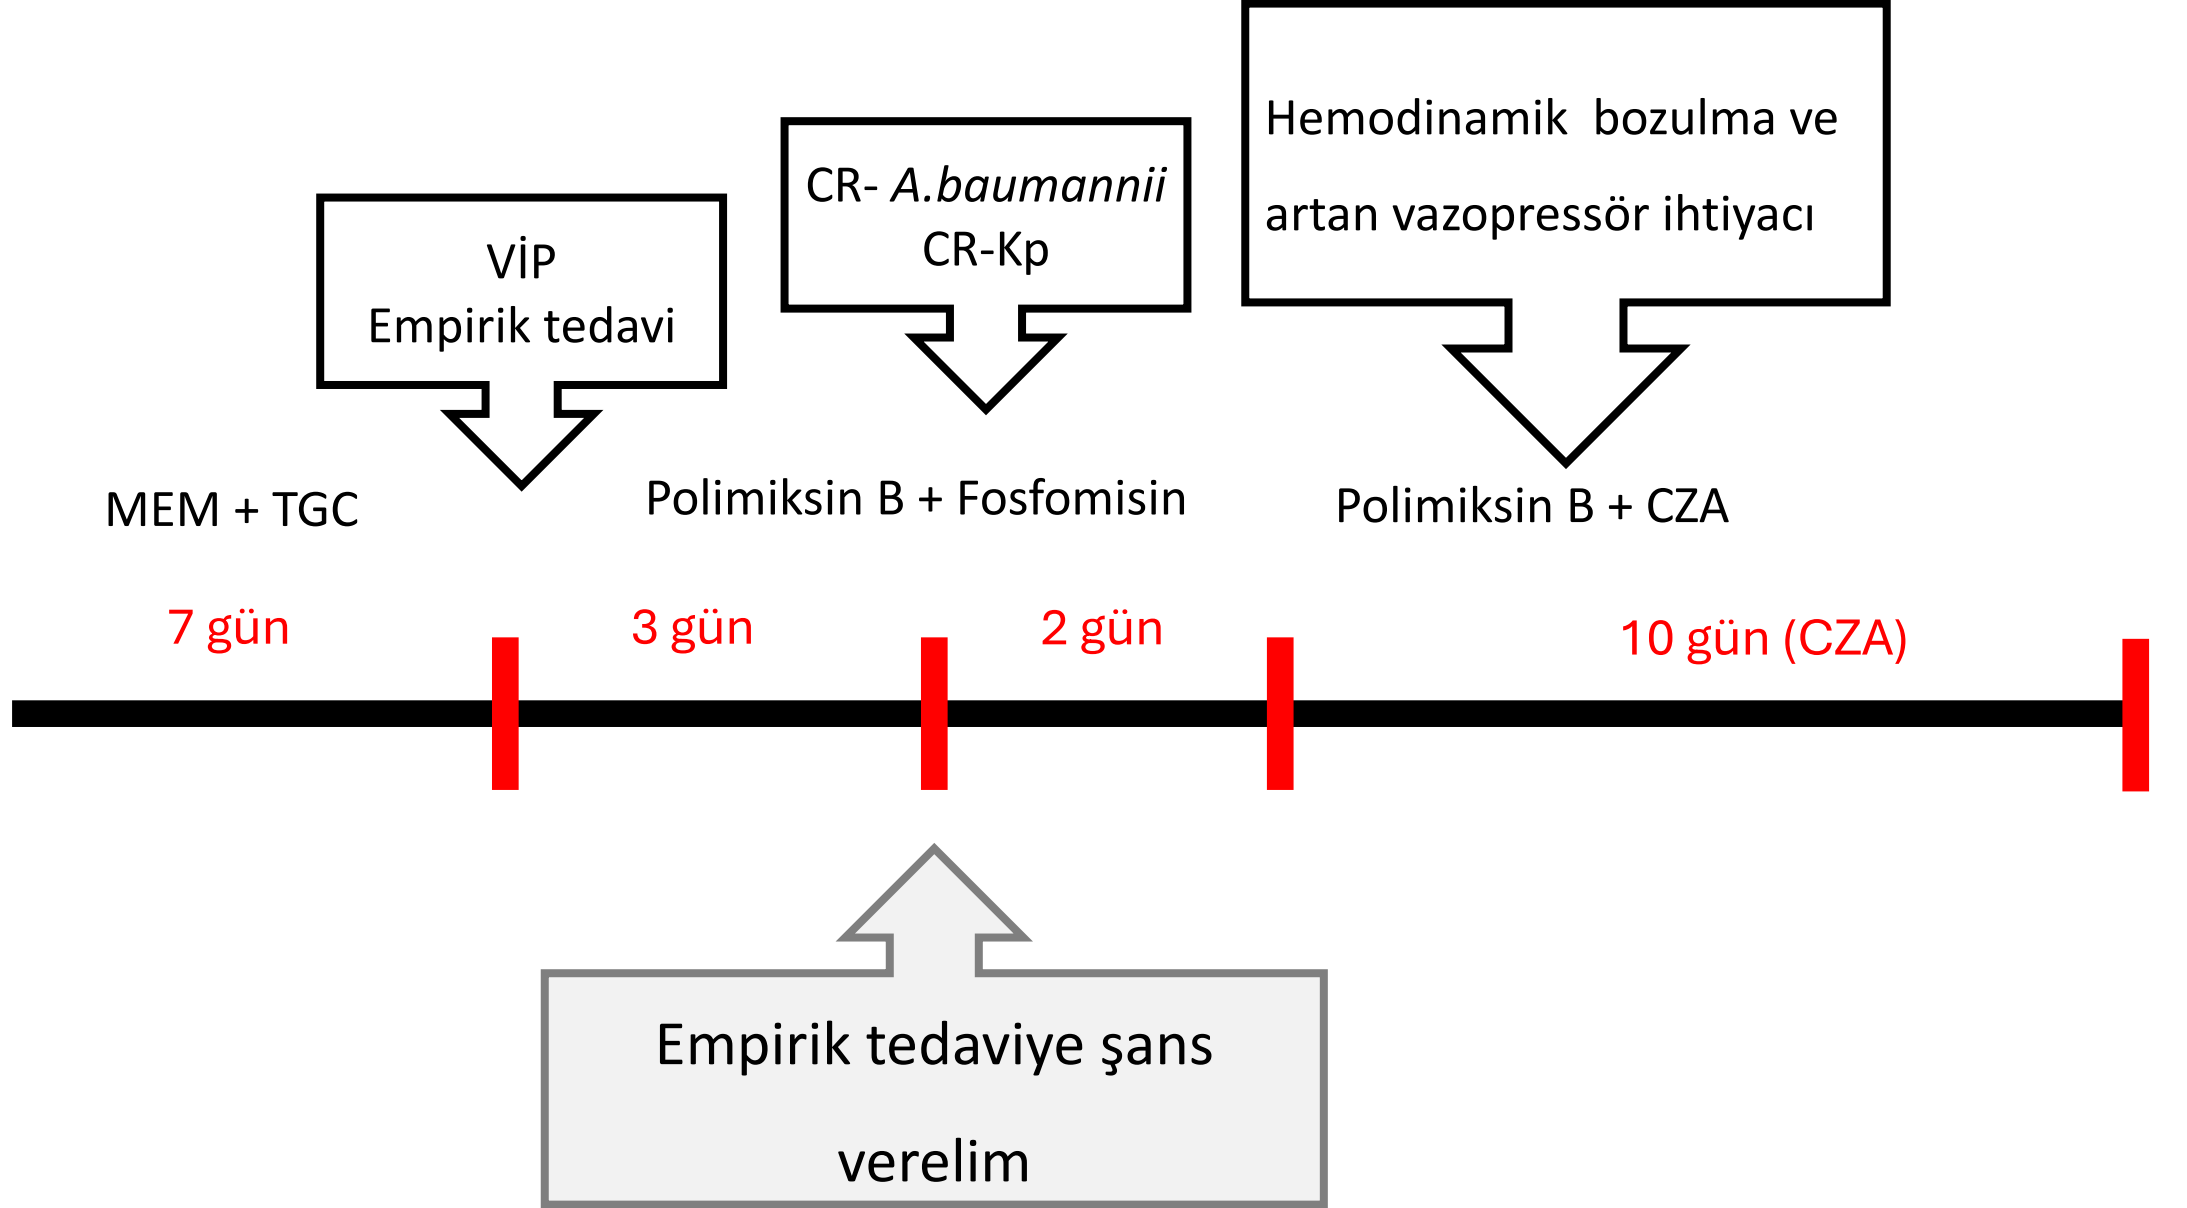 VİP
Empirik tedavi
CR- A.baumannii
CR-Kp
Hemodinamik  bozulma ve
artan vazopressör ihtiyacı
MEM + TGC
Polimiksin B + Fosfomisin
Polimiksin B + CZA
7 gün
3 gün
2 gün
10 gün (CZA)
Empirik tedaviye şans
verelim